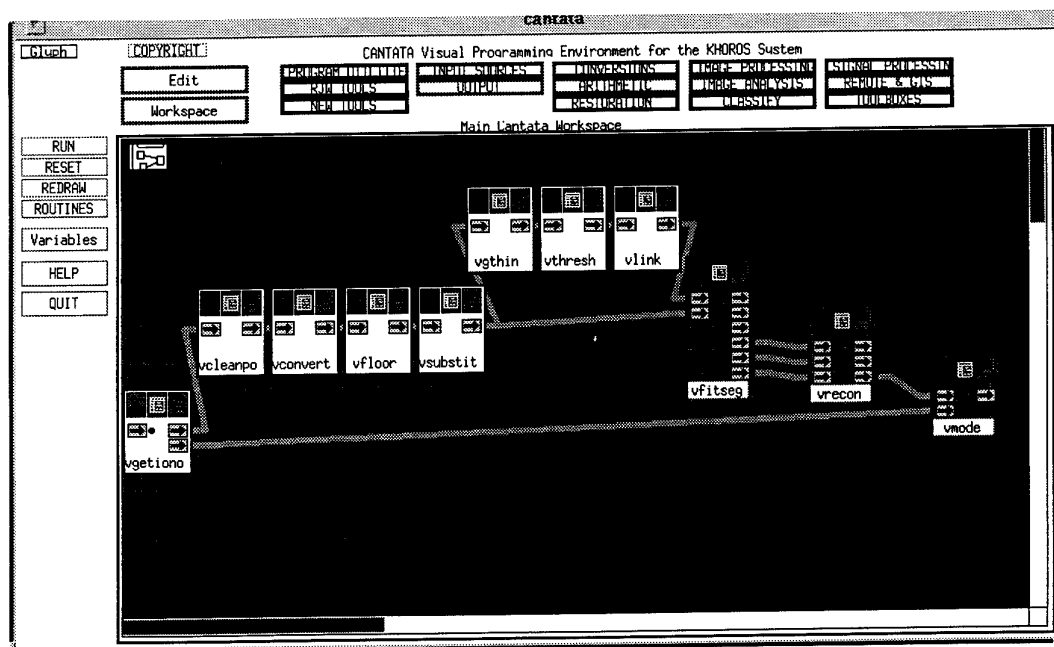 cantata
Glyph COPYRIGHT CANTATA Visual Programming Environment for the KHOROS System
Edit
Workspace
PROGRAM UTILITIE INPUT SOURCES CONVERSIONS IMAGE PROCESSING SIGNAL PROCESSIN
RJW TOOLS OUTPUT ARITHMETIC IMAGE ANALYSIS REMOTE & GIS
NEW TOOLS RESTORATION CLASSIFY TOOLBOXES
Main Cantata Workspace
RUN
RESET
REDRAW
ROUTINES
Variables
HELP
QUIT
vgthin vthresh vlink
vcleanpo vconvert vfloor vsubstit
vfitseg vrecon
vmode
vgetiono